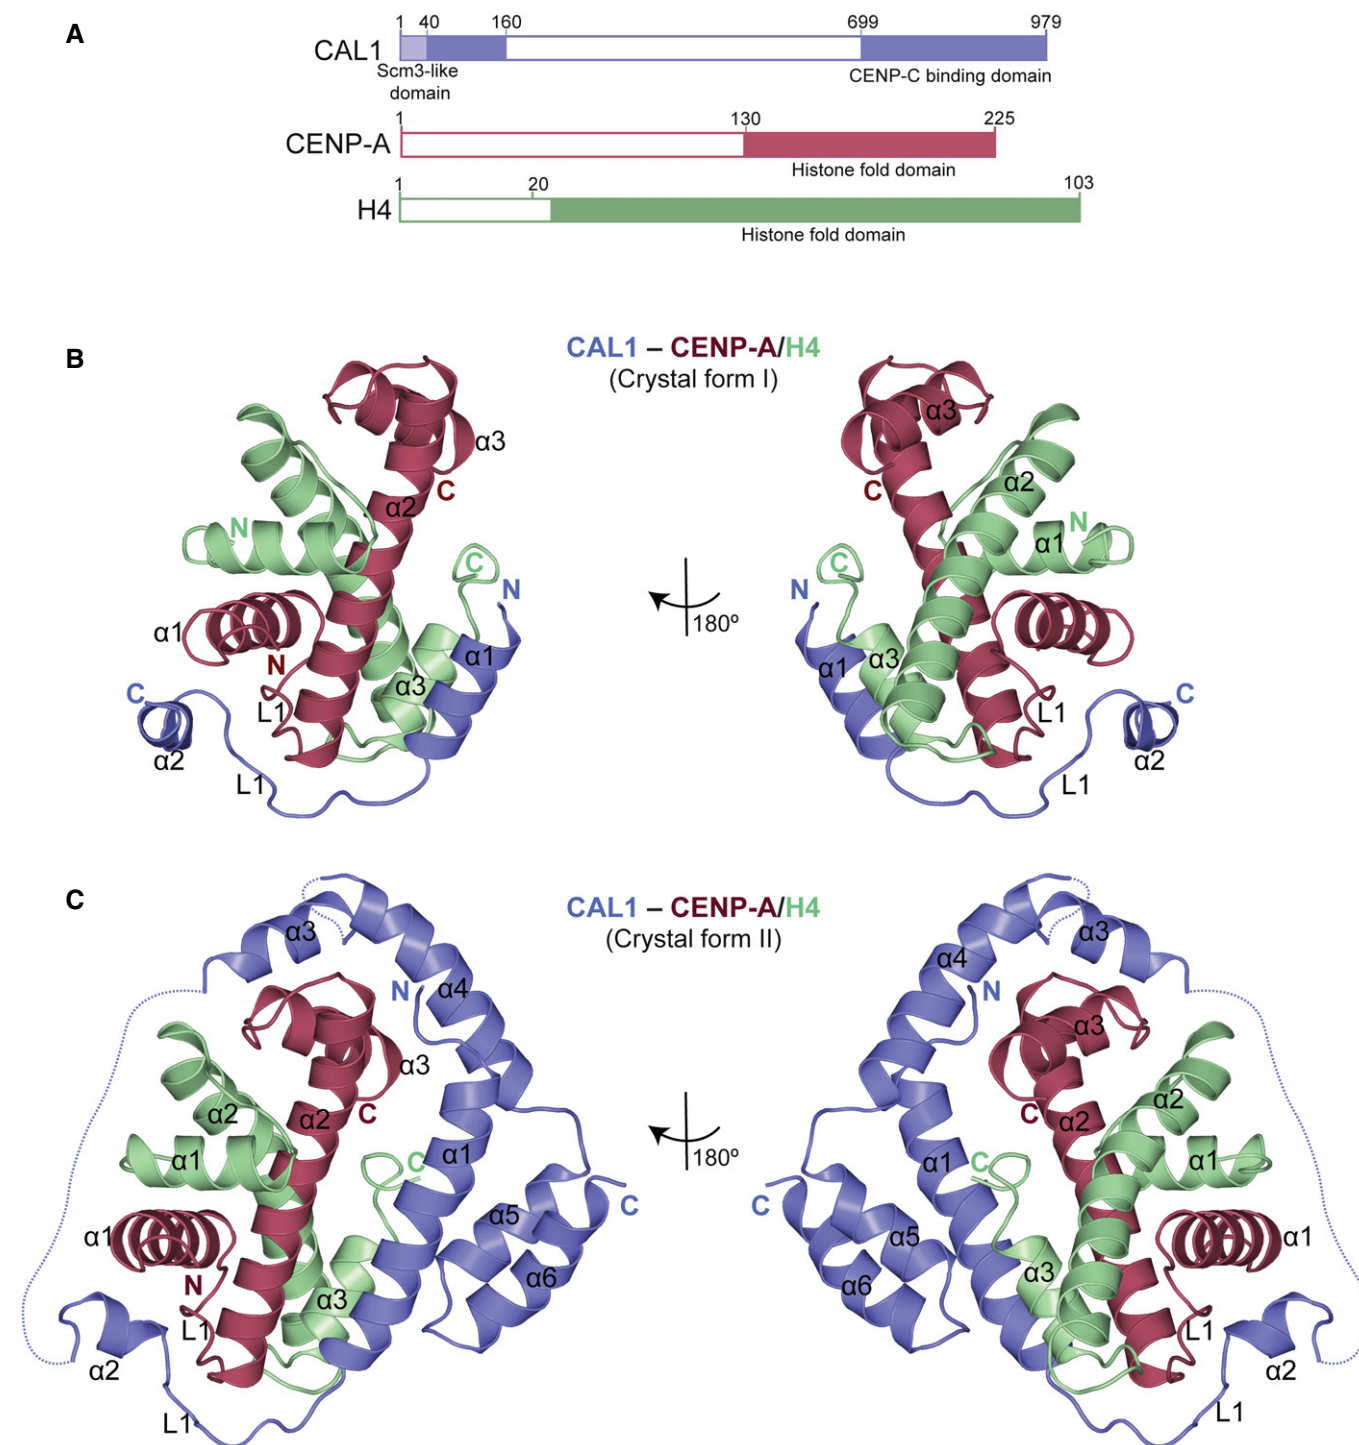 A
1 40 160 699 979
CAL1
Scm3-like
domain
CENP-C binding domain
1 130 225
CENP-A
Histone fold domain
1 20 103
H4
Histone fold domain
B
CAL1 – CENP-A/H4
(Crystal form I)
α3
C
α2
N
C
N
α1
α1
N
α3
C
L1
α2
L1
180º
α3
C
α2
N
α1
C
N
α1
α3
L1
C
α2
L1
C
CAL1 – CENP-A/H4
(Crystal form II)
α3
N
α4
α3
α2
α2
C
α1
C
α1
α5
C
α1
N
α6
α3
L1
α2
L1
180º
α4
α3
N
α3
C
α2
α2
α1
C
α1
C
α5
α1
α6
α3
L1
α2
L1